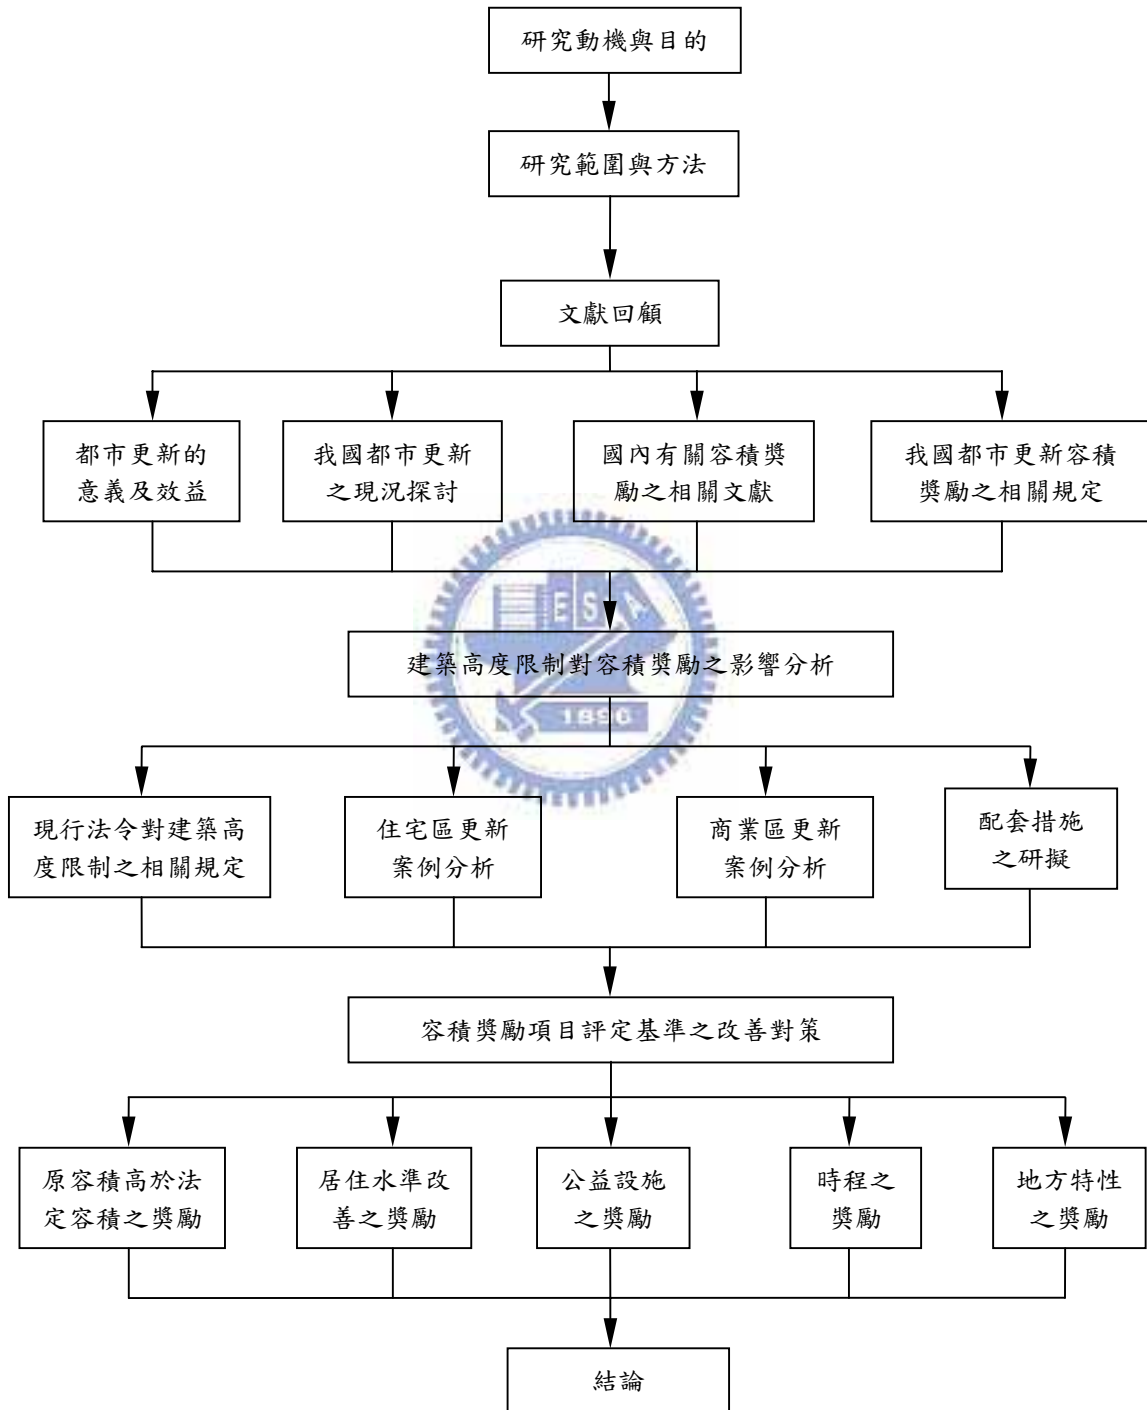 研究動機與目的
研究範圍與方法
文獻回顧
都市更新的
意義及效益
我國都市更新
之現況探討
國內有關容積獎
勵之相關文獻
我國都市更新容積
獎勵之相關規定
ES
建築高度限制對容積獎勵之影響分析
1896
現行法令對建築高
度限制之相關規定
住宅區更新
案例分析
商業區更新
案例分析
配套措施
之研擬
容積獎勵項目評定基準之改善對策
原容積高於法
定容積之獎勵
居住水準改
善之獎勵
公益設施
之獎勵
時程之
獎勵
地方特性
之獎勵
結論